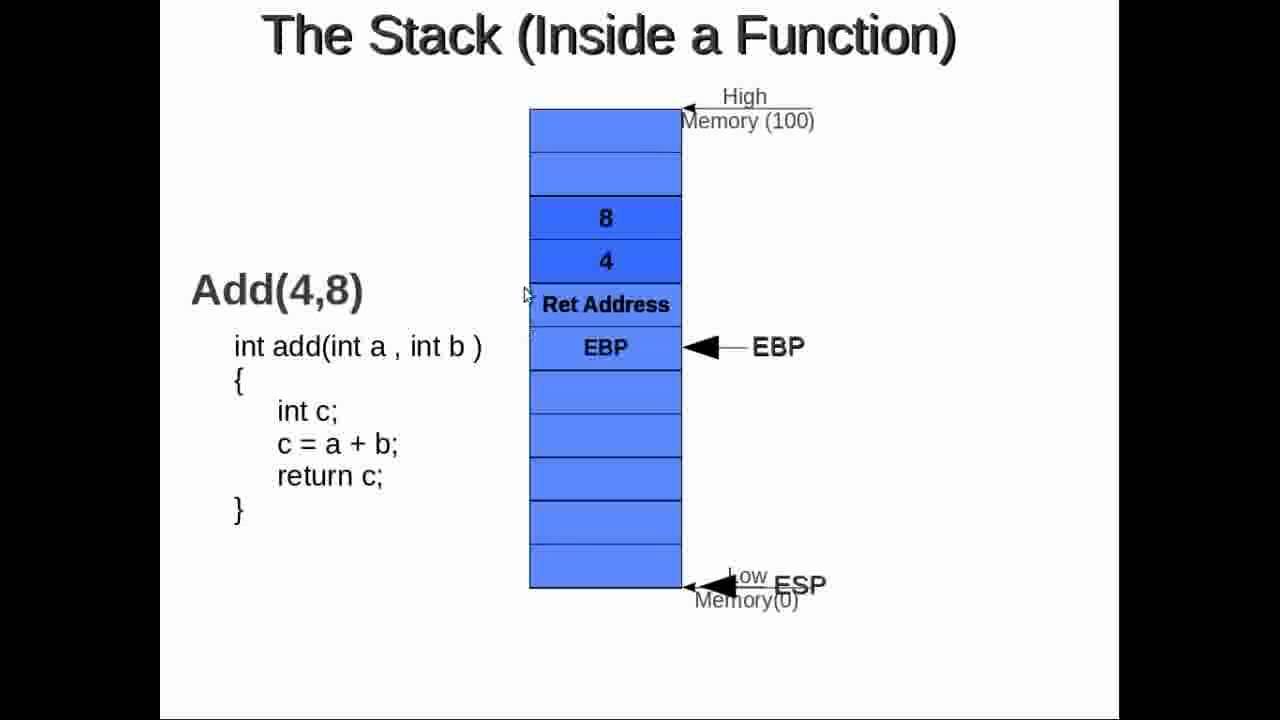 The Stack (Inside a Function)
High
Memory (100)
8
4
Add(4,8)
Ret Address
int add(int a , int b )
EBP
EBP
{
int c;
c = a + b;
return c;
}
Low
ESP
Memory(0)